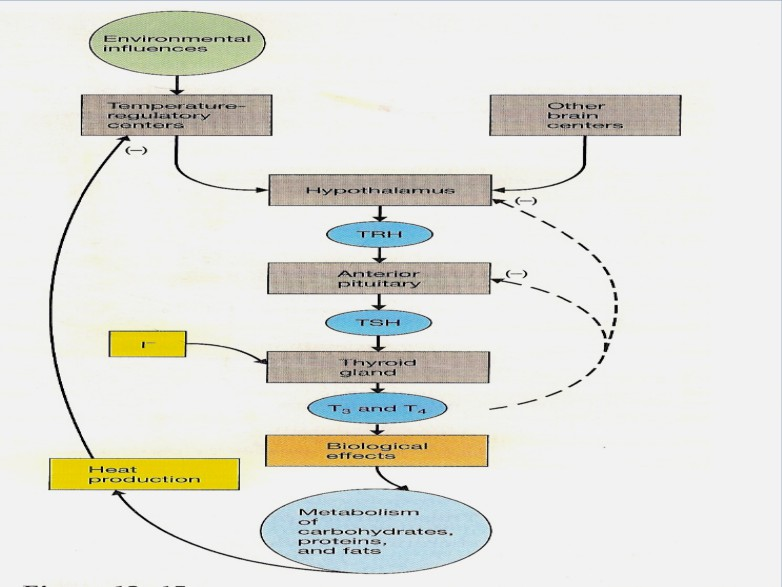 Environmental
influences
Temperature-
regulatory
centers
Other
brain
centers
(−)
Hypothalamus
(−)
TRH
Anterior
pituitary
(−)
TSH
I⁻
Thyroid
gland
T₃ and T₄
Biological
effects
Heat
production
Metabolism
of
carbohydrates,
proteins,
and fats